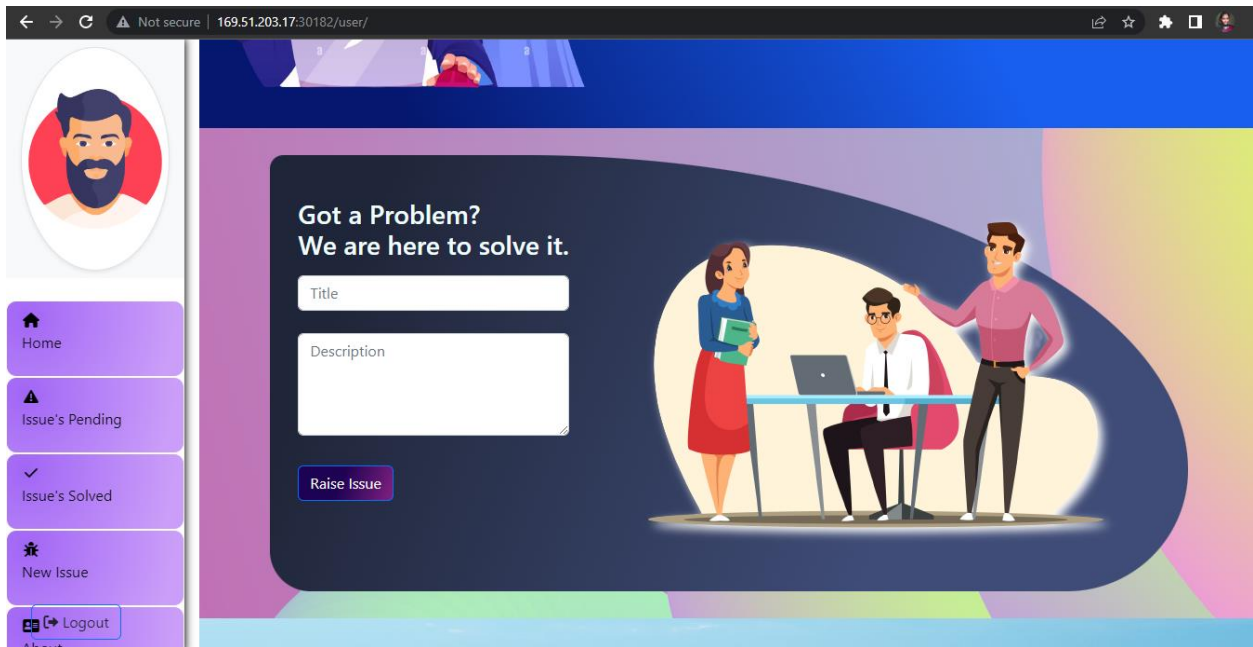 Not secure | 169.51.203.17:30182/user/
Home
Issue's Pending
Issue's Solved
New Issue
Logout
About
Got a Problem?
We are here to solve it.
Title
Description
Raise Issue